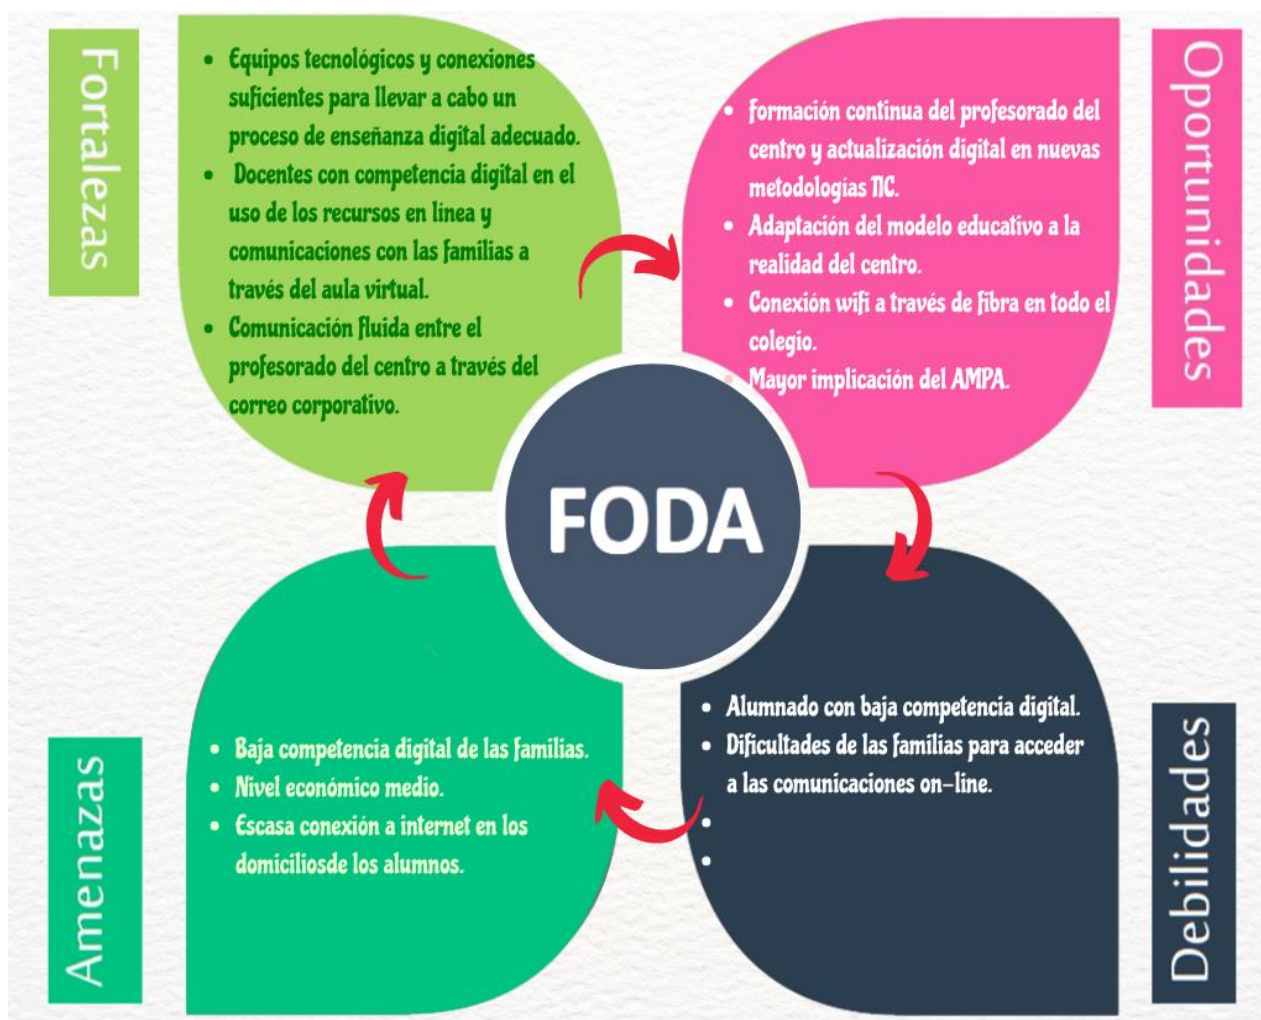 Fortalezas
• Equipos tecnológicos y conexiones
suficientes para llevar a cabo un
proceso de enseñanza digital adecuado.
• Docentes con competencia digital en el
uso de los recursos en línea y
comunicaciones con las familias a
través del aula virtual.
• Comunicación fluida entre el
profesorado del centro a través del
correo corporativo.
Oportunidades
• formación continua del profesorado del
centro y actualización digital en nuevas
metodologías TIC.
• Adaptación del modelo educativo a la
realidad del centro.
• Conexión wifi a través de fibra en todo el
colegio.
• Mayor implicación del AMPA.
FODA
Amenazas
• Baja competencia digital de las familias.
• Nivel económico medio.
• Escasa conexión a internet en los
domiciliosde los alumnos.
Debilidades
• Alumnado con baja competencia digital.
• Dificultades de las familias para acceder
a las comunicaciones on-line.
•
•